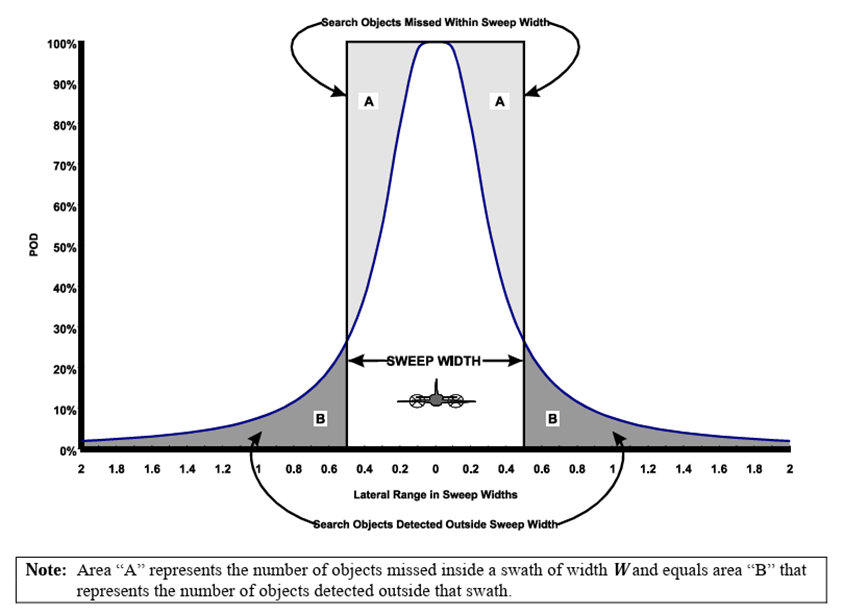 Search Objects Missed Within Sweep Width
100%
90%
80%
70%
60%
50%
40%
30%
20%
10%
0%
POD
A
A
SWEEP WIDTH
B
B
2 1.8 1.6 1.4 1.2 1 0.8 0.6 0.4 0.2 0 0.2 0.4 0.6 0.8 1 1.2 1.4 1.6 1.8 2
Lateral Range in Sweep Widths
Search Objects Detected Outside Sweep Width
Note: Area “A” represents the number of objects missed inside a swath of width W and equals area “B” that
represents the number of objects detected outside that swath.